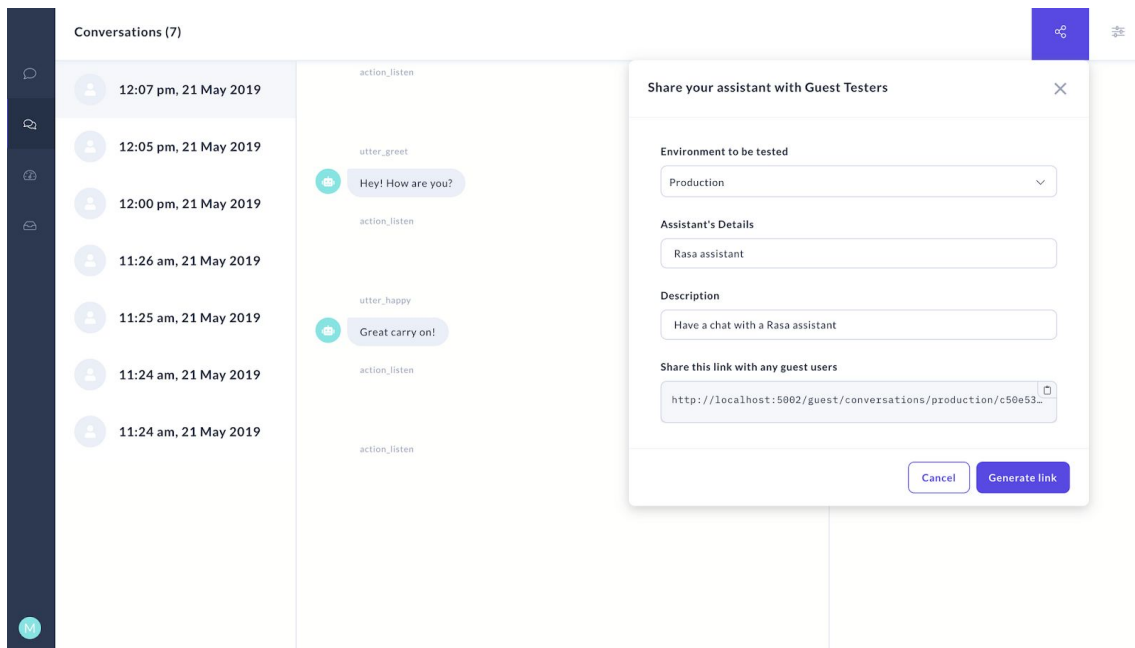 Conversations (7)
12:07 pm, 21 May 2019
12:05 pm, 21 May 2019
12:00 pm, 21 May 2019
11:26 am, 21 May 2019
11:25 am, 21 May 2019
11:24 am, 21 May 2019
11:24 am, 21 May 2019
M
action_listen
utter_greet
Hey! How are you?
action_listen
utter_happy
Great carry on!
action_listen
action_listen
Share your assistant with Guest Testers
Environment to be tested
Production
Assistant's Details
Rasa assistant
Description
Have a chat with a Rasa assistant
Share this link with any guest users
http://localhost:5002/guest/conversations/production/c50e53…
Cancel
Generate link